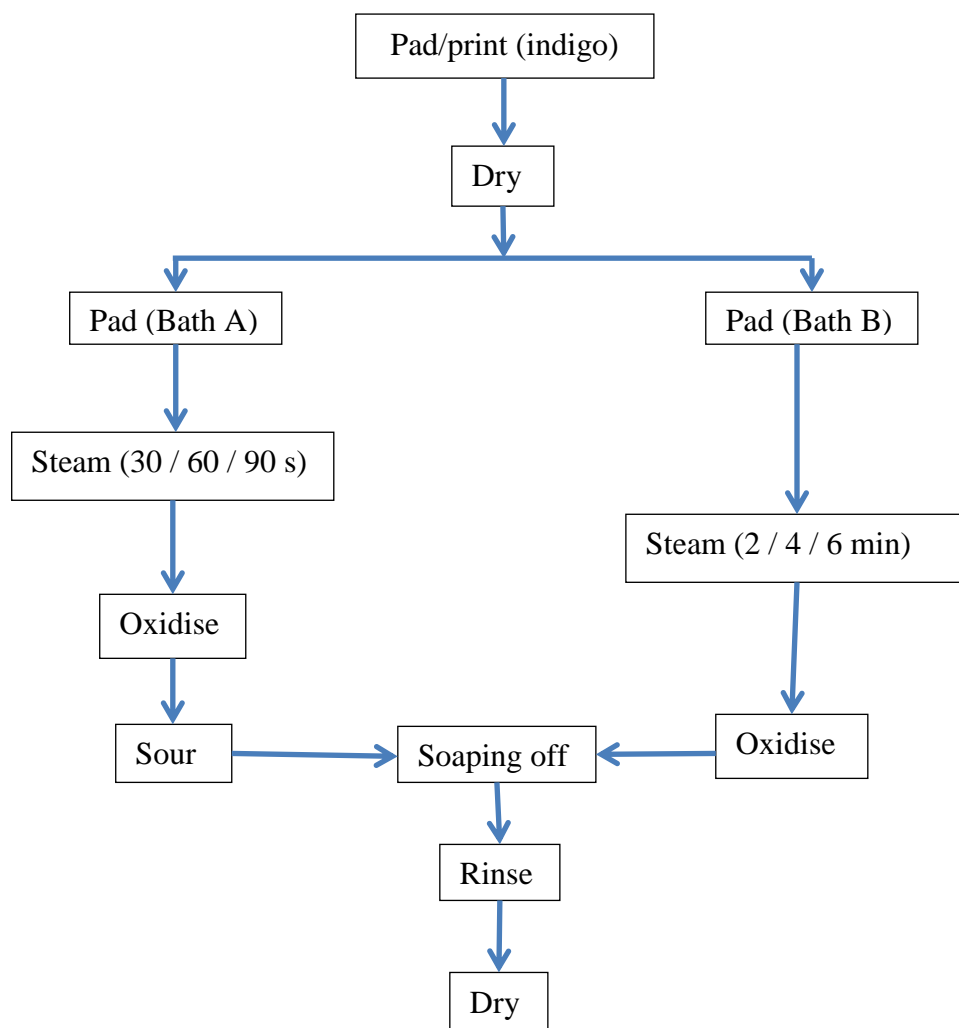 Pad/print (indigo)
Dry
Pad (Bath A)
Pad (Bath B)
Steam (30 / 60 / 90 s)
Steam (2 / 4 / 6 min)
Oxidise
Sour
Soaping off
Oxidise
Rinse
Dry